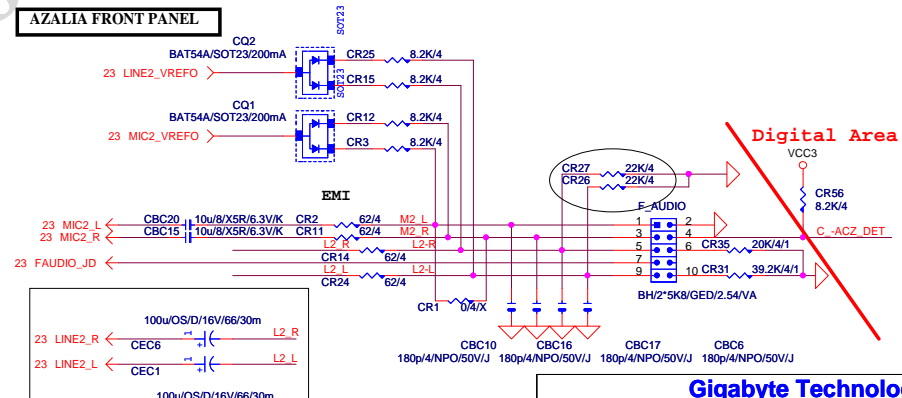 AZALIA FRONT PANEL
SOT23
CQ2
BAT54A/SOT23/200mA
CR25
8.2K/4
23 LINE2_VREFO
CR15
8.2K/4
SOT23
CQ1
BAT54A/SOT23/200mA
CR12
8.2K/4
23 MIC2_VREFO
CR3
8.2K/4
Digital Area
VCC3
CR27
22K/4
CR26
22K/4
CR56
8.2K/4
EMI
F_AUDIO
23 MIC2_L
CBC20
10u/8/X5R/6.3V/K
CR2
62/4
M2_L
1
2
23 MIC2_R
CBC15
10u/8/X5R/6.3V/K
CR11
62/4
M2_R
3
4
C_-ACZ_DET
L2_R
L2-R
5
6
CR35
20K/4/1
CR14
62/4
23 FAUDIO_JD
7
8
L2_L
L2-L
9
10
CR31
39.2K/4/1
CR24
62/4
BH/2*5K8/GED/2.54/VA
CR1
0/4/X
100u/OS/D/16V/66/30m
23 LINE2_R
1
+
L2_R
CEC6
23 LINE2_L
1
+
L2_L
CEC1
100u/OS/D/16V/66/30m
CBC10
180p/4/NPO/50V/J
CBC16
180p/4/NPO/50V/J
CBC17
180p/4/NPO/50V/J
CBC6
180p/4/NPO/50V/J
Gigabyte Technolo